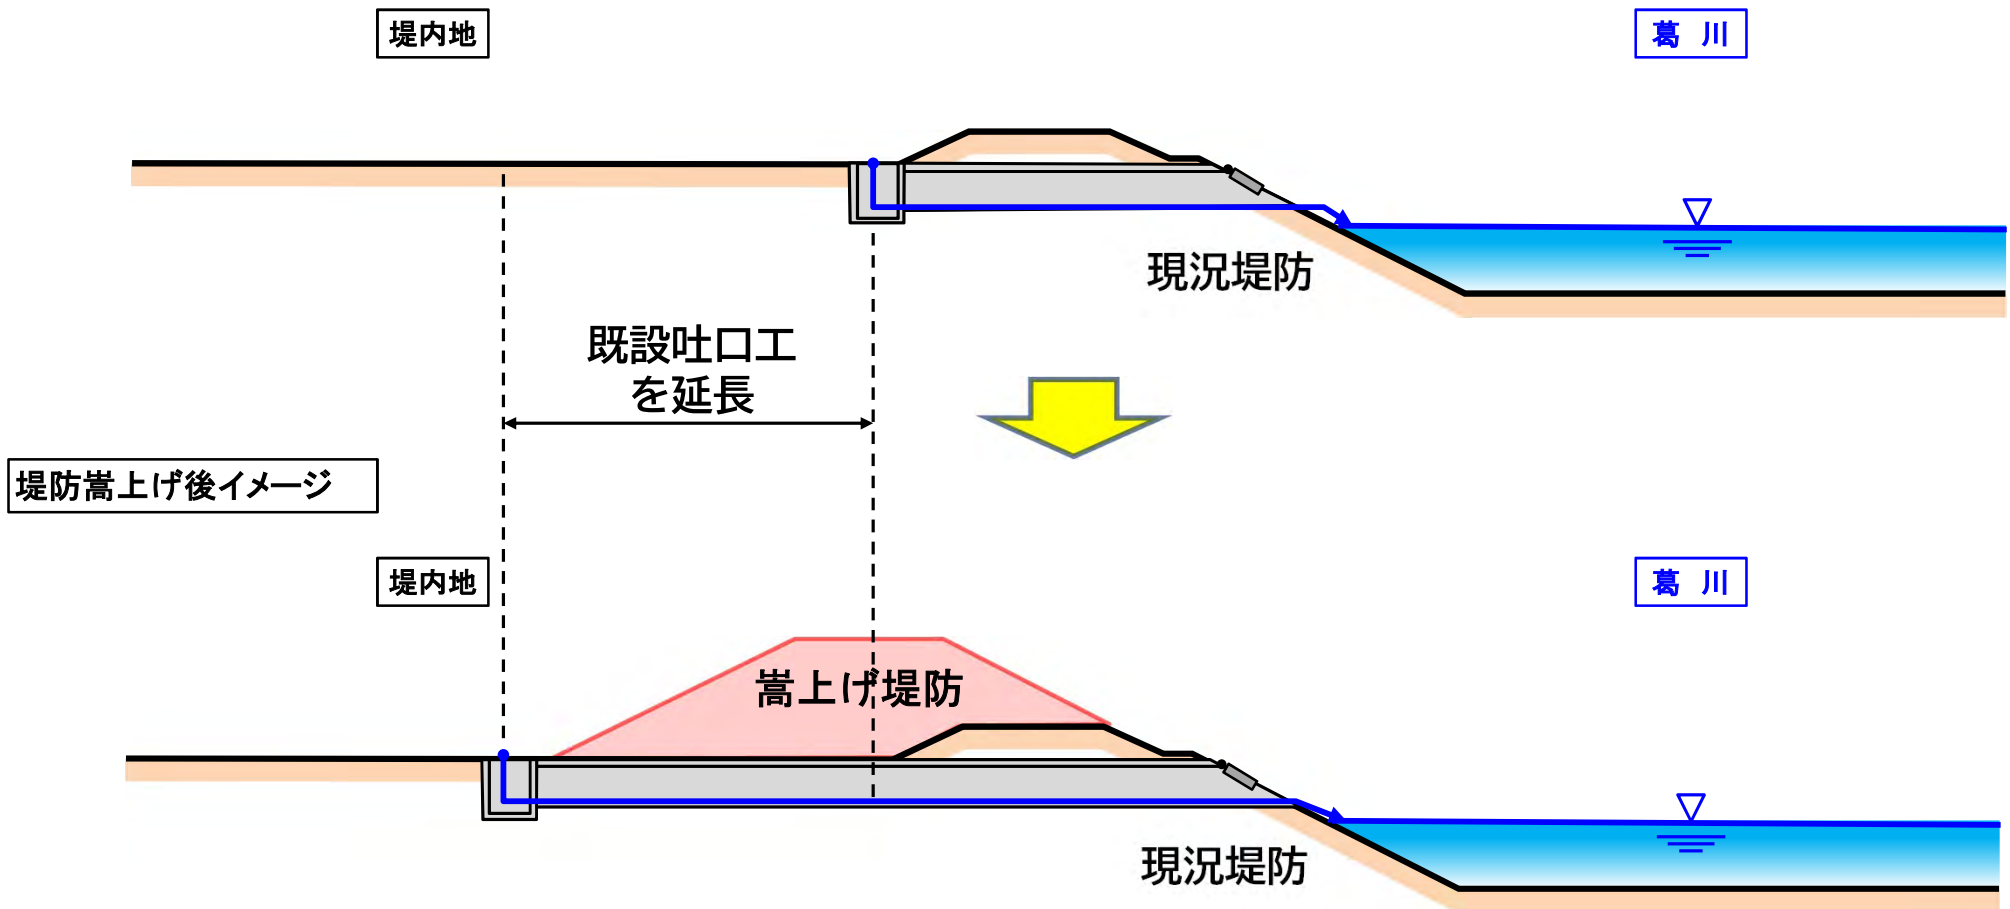 堤内地
葛 川
現況堤防
既設吐口工
を延長
堤防嵩上げ後イメージ
堤内地
葛 川
嵩上げ堤防
現況堤防